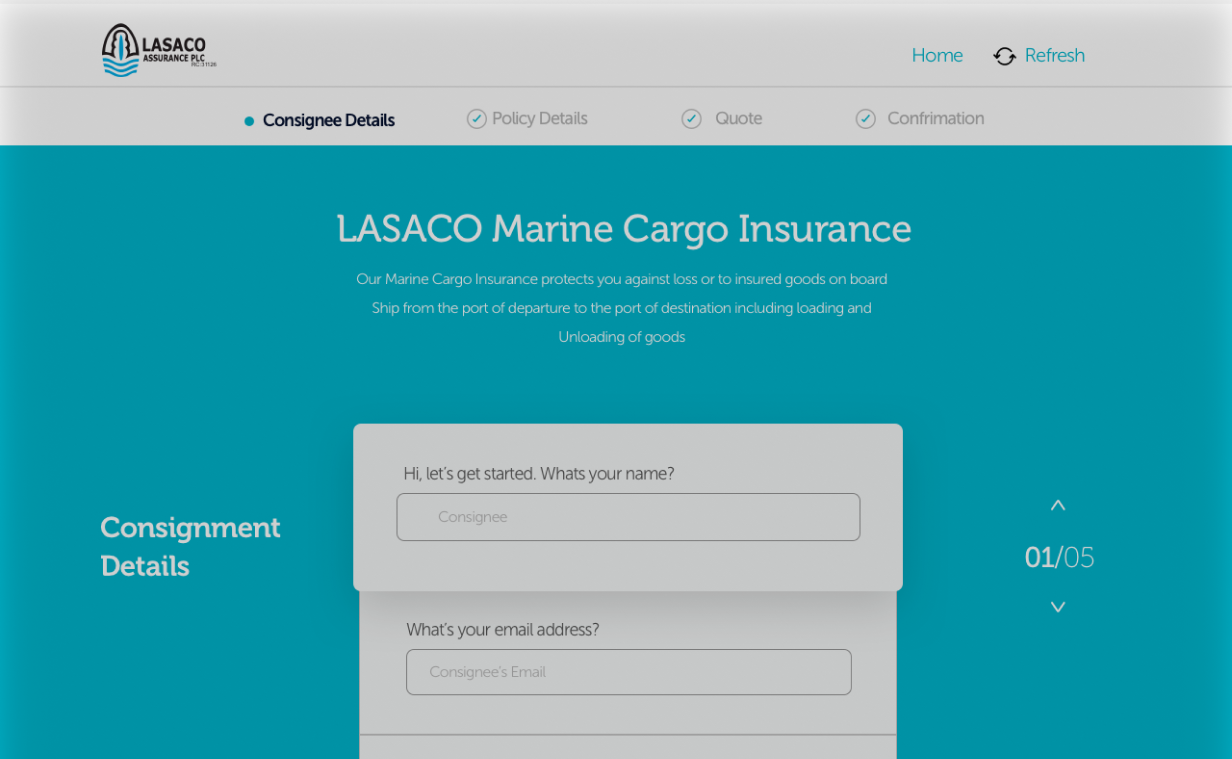 LASACO
ASSURANCE PLC
RC:31126
Home
Refresh
Consignee Details
Policy Details
Quote
Confrimation
LASACO Marine Cargo Insurance
Our Marine Cargo Insurance protects you against loss or to insured goods on board
Ship from the port of departure to the port of destination including loading and
Unloading of goods
Hi, let's get started. Whats your name?
Consignee
Consignment
Details
01/05
What's your email address?
Consignee's Email